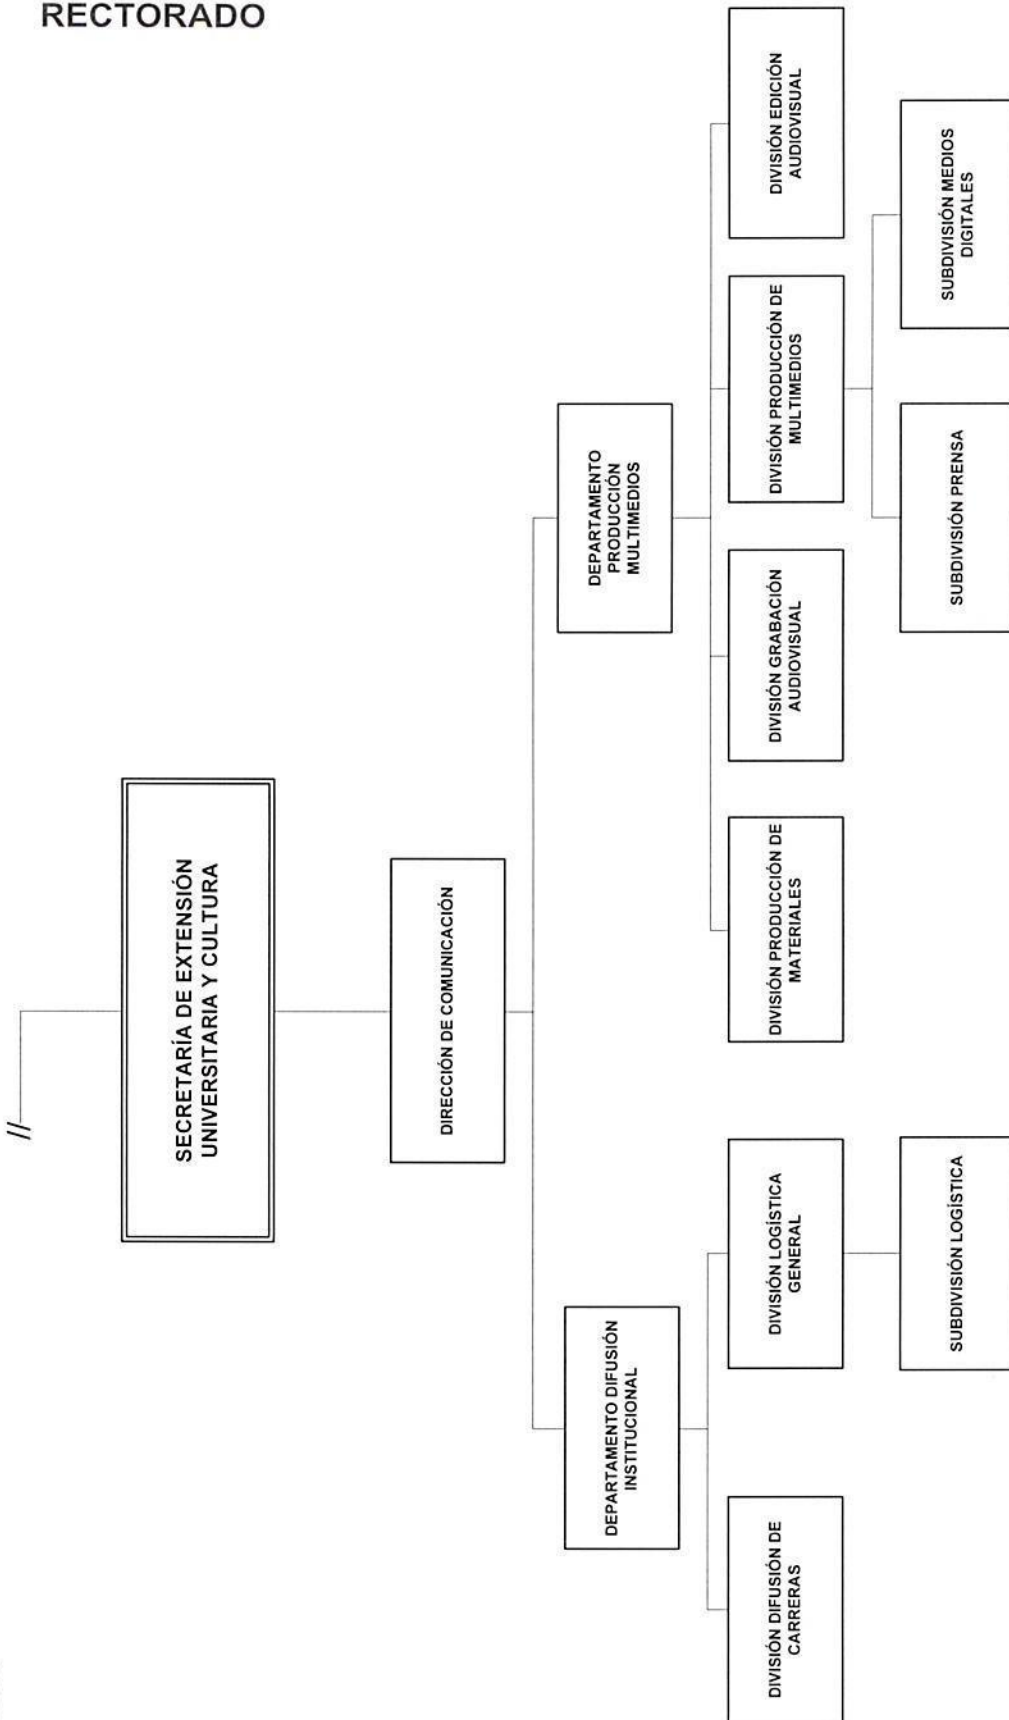 RECTORADO
//
SECRETARÍA DE EXTENSIÓN
UNIVERSITARIA Y CULTURA
DIRECCIÓN DE COMUNICACIÓN
DEPARTAMENTO DIFUSIÓN
INSTITUCIONAL
DEPARTAMENTO
PRODUCCIÓN
MULTIMEDIOS
DIVISIÓN DIFUSIÓN DE
CARRERAS
DIVISIÓN LOGÍSTICA
GENERAL
DIVISIÓN PRODUCCIÓN DE
MATERIALES
DIVISIÓN GRABACIÓN
AUDIOVISUAL
DIVISIÓN PRODUCCIÓN DE
MULTIMEDIOS
DIVISIÓN EDICIÓN
AUDIOVISUAL
SUBDIVISIÓN LOGÍSTICA
SUBDIVISIÓN PRENSA
SUBDIVISIÓN MEDIOS
DIGITALES